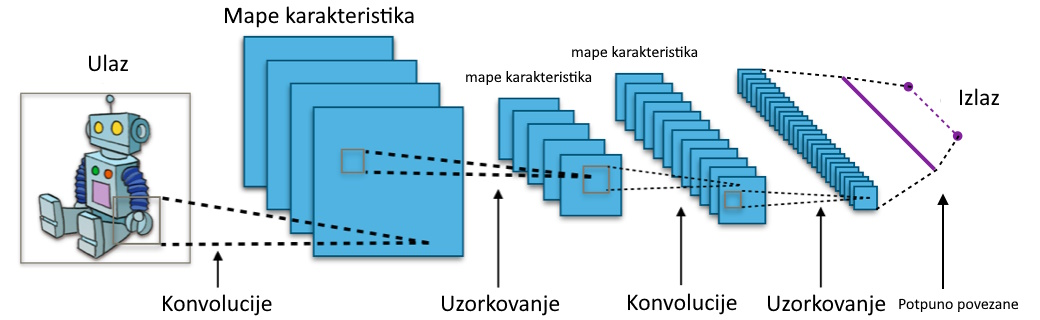 Mape karakteristika
Ulaz
mape karakteristika
mape karakteristika
Izlaz
Konvolucije
Uzorkovanje
Konvolucije
Uzorkovanje
Potpuno povezane